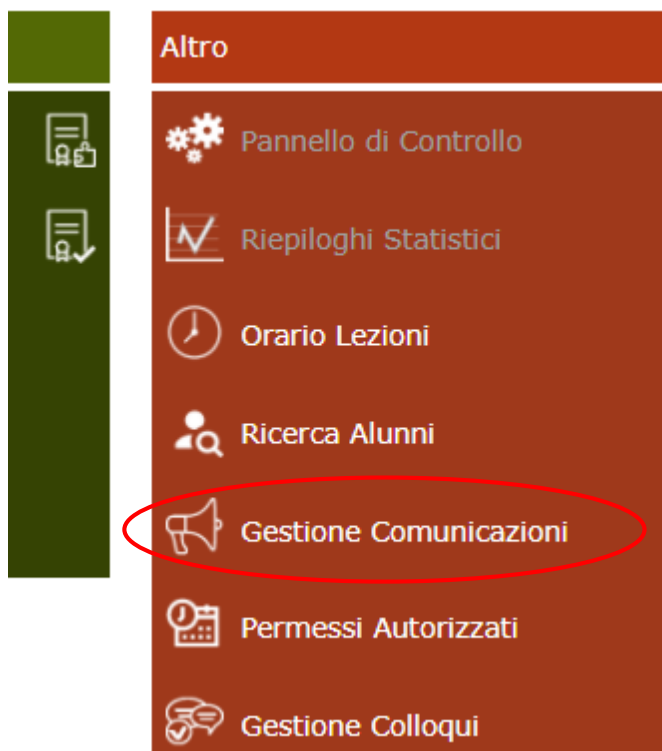 Altro
Pannello di Controllo
Riepiloghi Statistici
Orario Lezioni
Ricerca Alunni
Gestione Comunicazioni
Permessi Autorizzati
Gestione Colloqui